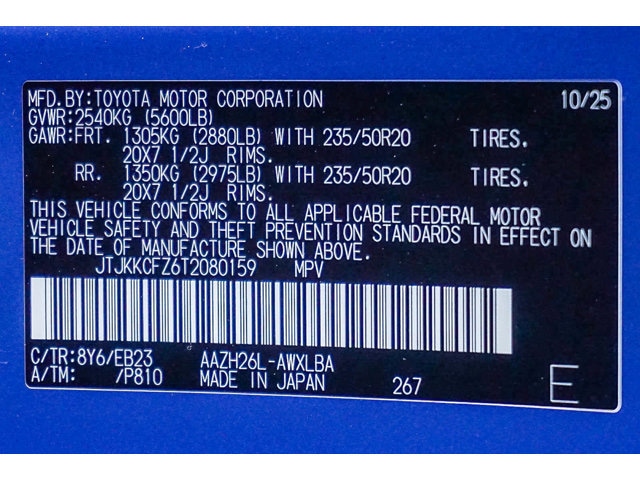 MFD.BY:TOYOTA MOTOR CORPORATION 10/25
GVWR:2540KG (5600LB)
GAWR:FRT. 1305KG (2880LB) WITH 235/50R20 TIRES.
20X7 1/2J RIMS.
RR. 1350KG (2975LB) WITH 235/50R20 TIRES.
20X7 1/2J RIMS.
THIS VEHICLE CONFORMS TO ALL APPLICABLE FEDERAL MOTOR
VEHICLE SAFETY AND THEFT PREVENTION STANDARDS IN EFFECT ON
THE DATE OF MANUFACTURE SHOWN ABOVE.
JTJKKCFZ6T2080159 MPV
C/TR:8Y6/EB23 AAZH26L-AWXLBA
A/TM: /P810 MADE IN JAPAN 267 E